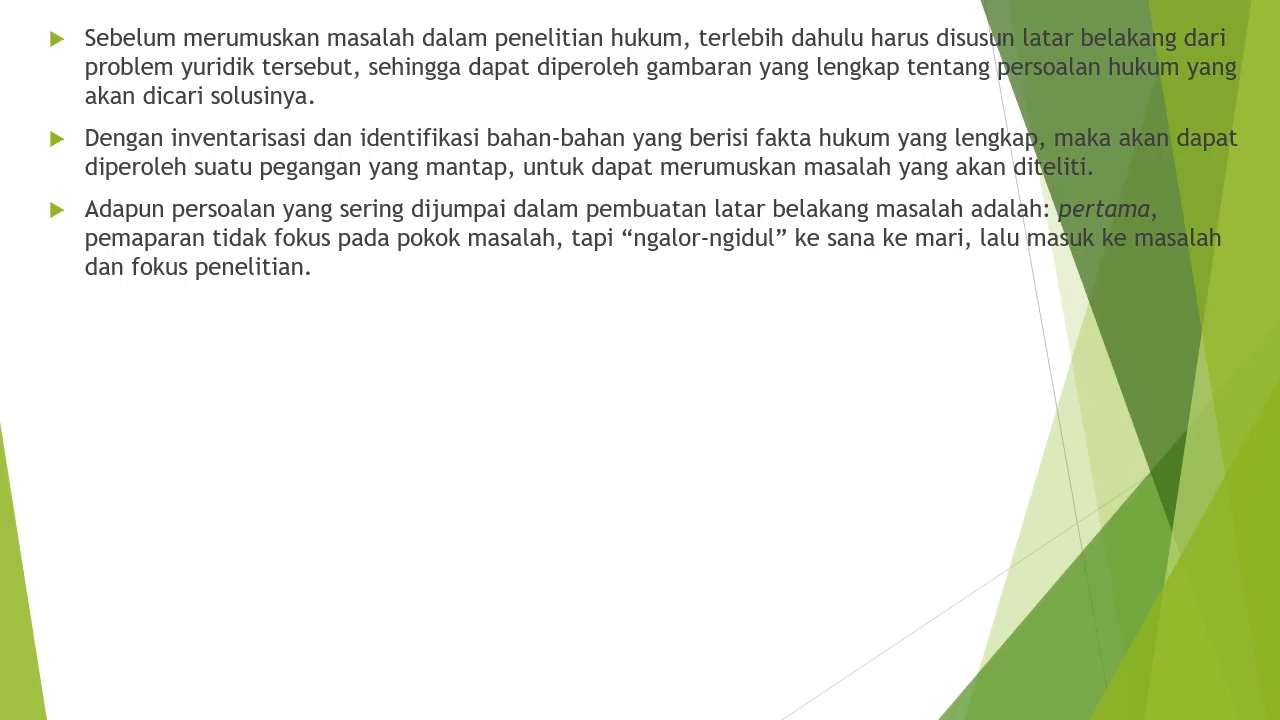 Sebelum merumuskan masalah dalam penelitian hukum, terlebih dahulu harus disusun latar belakang dari
problem yuridik tersebut, sehingga dapat diperoleh gambaran yang lengkap tentang persoalan hukum yang
akan dicari solusinya.
Dengan inventarisasi dan identifikasi bahan-bahan yang berisi fakta hukum yang lengkap, maka akan dapat
diperoleh suatu pegangan yang mantap, untuk dapat merumuskan masalah yang akan diteliti.
Adapun persoalan yang sering dijumpai dalam pembuatan latar belakang masalah adalah: pertama,
pemaparan tidak fokus pada pokok masalah, tapi “ngalor-ngidul” ke sana ke mari, lalu masuk ke masalah
dan fokus penelitian.